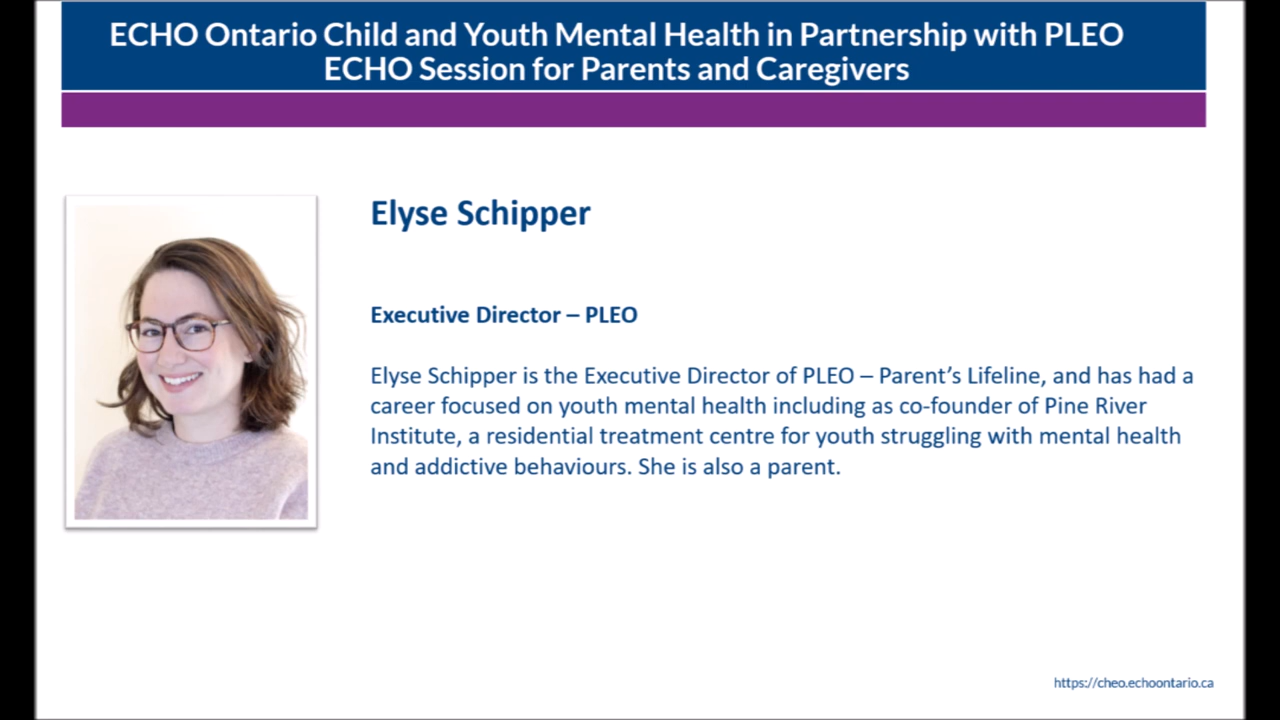 ECHO Ontario Child and Youth Mental Health in Partnership with PLEO
ECHO Session for Parents and Caregivers
Elyse Schipper
Executive Director – PLEO
Elyse Schipper is the Executive Director of PLEO – Parent’s Lifeline, and has had a
career focused on youth mental health including as co-founder of Pine River
Institute, a residential treatment centre for youth struggling with mental health
and addictive behaviours. She is also a parent.
https://cheo.echoontario.ca